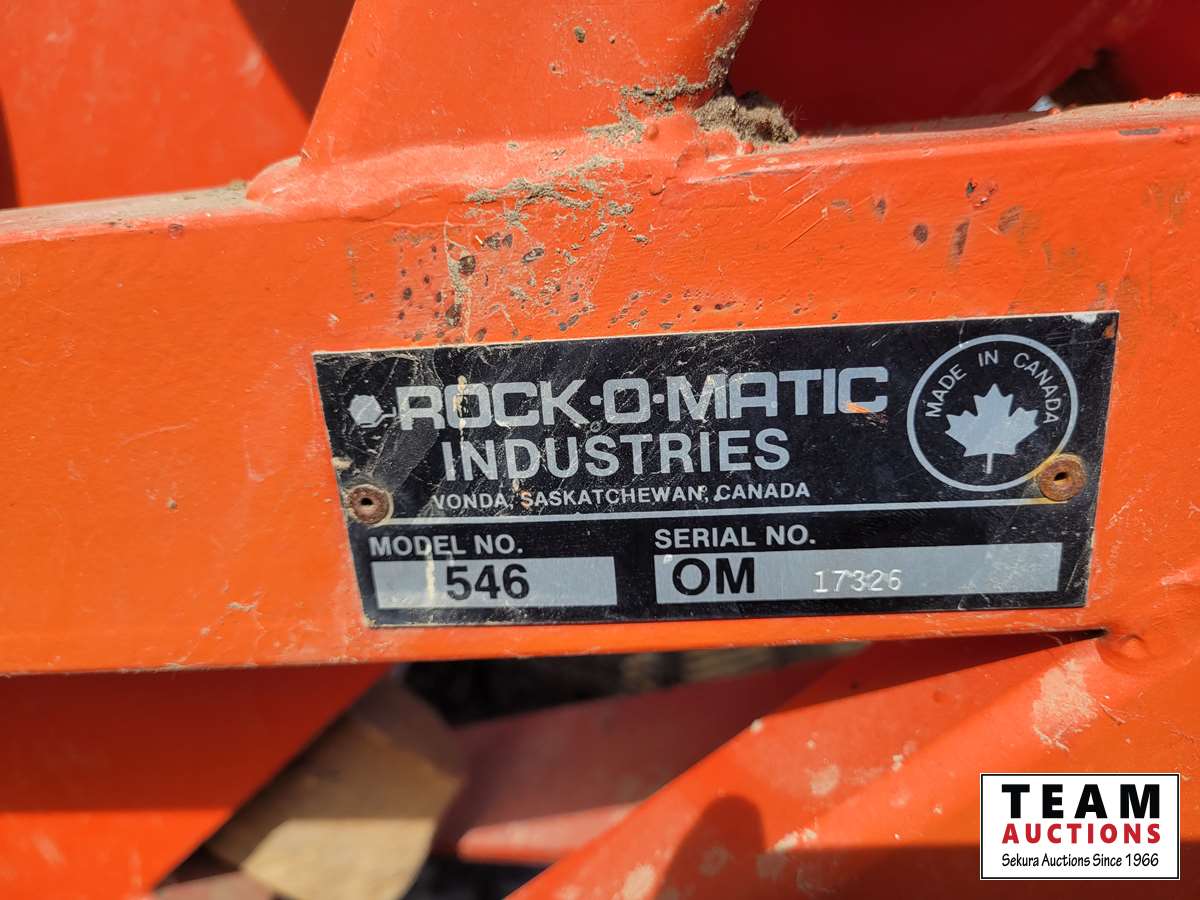 ROCK·O·MATIC
INDUSTRIES
VONDA, SASKATCHEWAN, CANADA
MADE IN CANADA
MODEL NO.
546
SERIAL NO.
OM 17326
TEAM
AUCTIONS
Sekura Auctions Since 1966